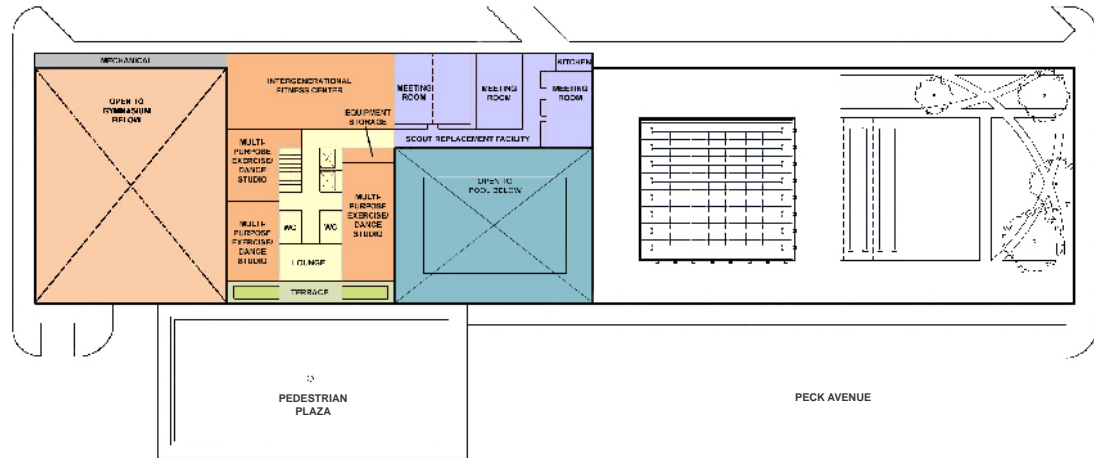 MECHANICAL
OPEN TO
GYMNASIUM
BELOW
INTERGENERATIONAL
FITNESS CENTER
EQUIPMENT
STORAGE
MEETING
ROOM
MEETING
ROOM
KITCHEN
MEETING
ROOM
SCOUT REPLACEMENT FACILITY
MULTI-
PURPOSE
EXERCISE/
DANCE
STUDIO
MULTI-
PURPOSE
EXERCISE/
DANCE
STUDIO
MULTI-
PURPOSE
EXERCISE/
DANCE
STUDIO
WC
WC
LOUNGE
TERRACE
OPEN TO
POOL BELOW
PEDESTRIAN
PLAZA
PECK AVENUE